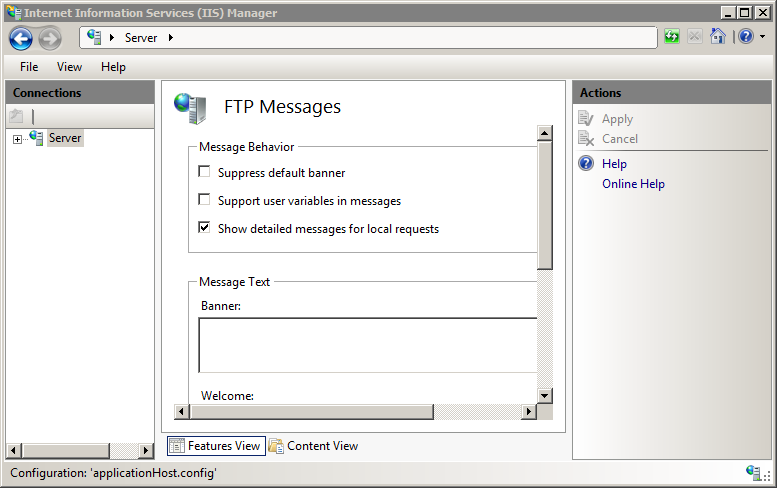 Internet Information Services (IIS) Manager
Server
File View Help
Connections
Server
FTP Messages
Message Behavior
Suppress default banner
Support user variables in messages
Show detailed messages for local requests
Message Text
Banner:
Welcome:
Features View Content View
Actions
Apply
Cancel
Help
Online Help
Configuration: 'applicationHost.config'